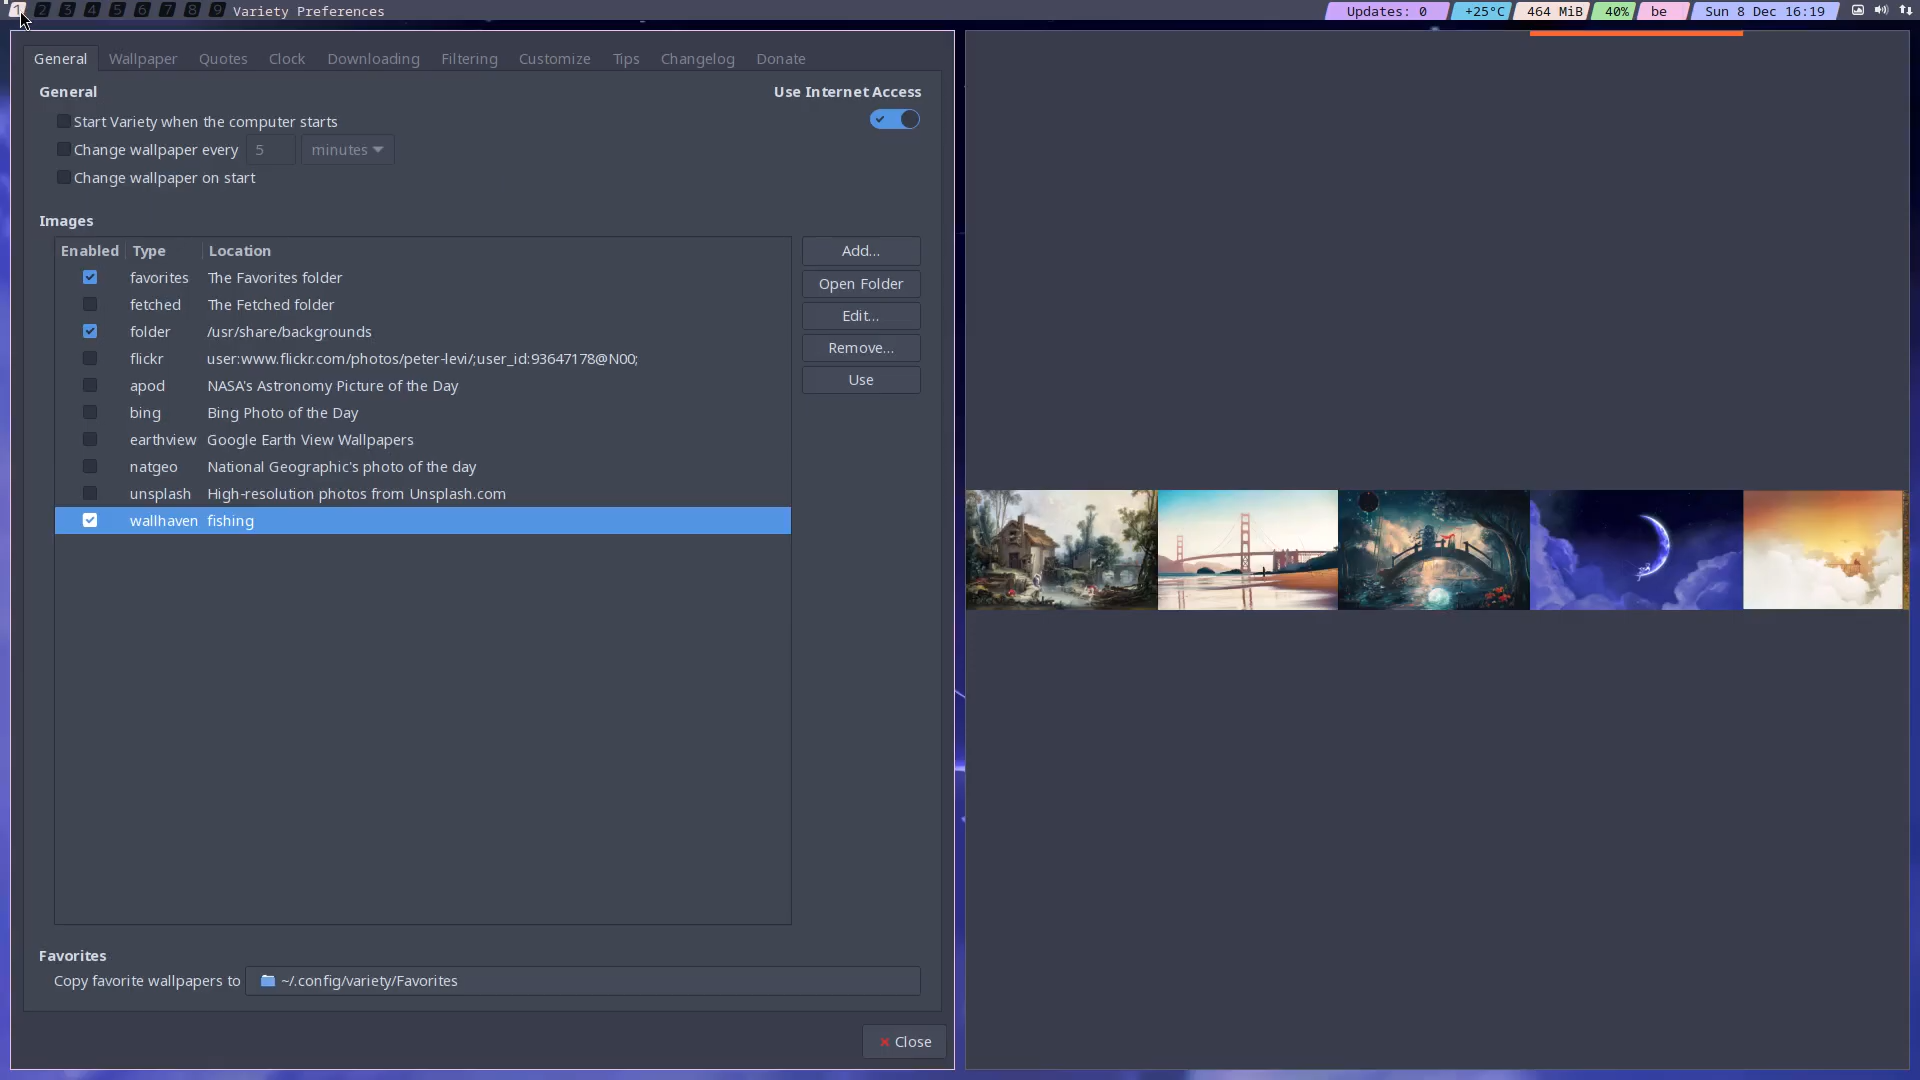 1 2 3 4 5 6 7 8 9 Variety Preferences Updates: 0 +25°C 464 MiB 40% be Sun 8 Dec 16:19
General Wallpaper Quotes Clock Downloading Filtering Customize Tips Changelog Donate
General Use Internet Access
Start Variety when the computer starts
Change wallpaper every 5 minutes
Change wallpaper on start
Images
Enabled Type Location Add...
favorites The Favorites folder Open Folder
fetched The Fetched folder Edit...
folder /usr/share/backgrounds Remove...
flickr user:www.flickr.com/photos/peter-levi/;user_id:93647178@N00; Use
apod NASA's Astronomy Picture of the Day
bing Bing Photo of the Day
earthview Google Earth View Wallpapers
natgeo National Geographic's photo of the day
unsplash High-resolution photos from Unsplash.com
wallhaven fishing
Favorites
Copy favorite wallpapers to ~/.config/variety/Favorites
Close